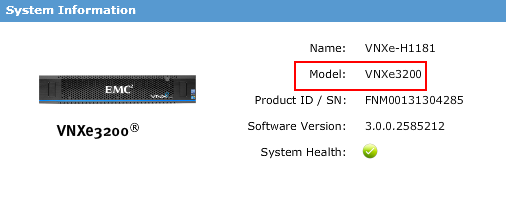 System Information
Name: VNXe-H1181
Model: VNXe3200
EMC²
VNXe
Product ID / SN: FNM00131304285
VNXe3200®
Software Version: 3.0.0.2585212
System Health: